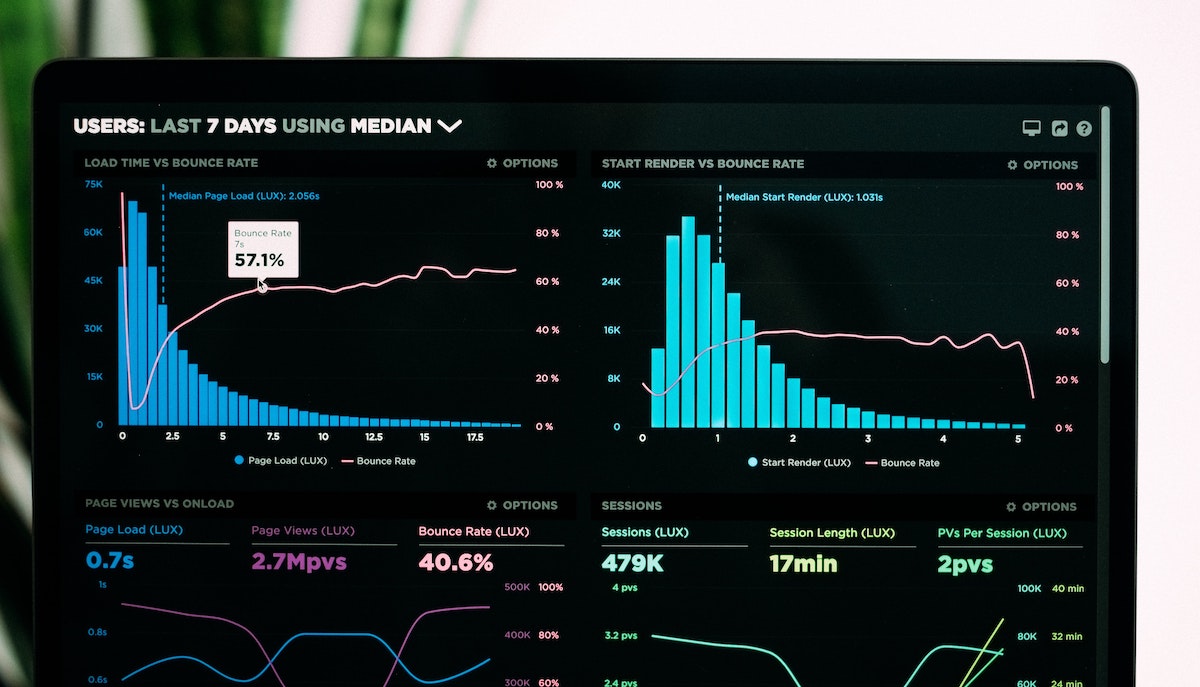 USERS: LAST 7 DAYS USING MEDIAN
LOAD TIME VS BOUNCE RATE
OPTIONS
75K
100 %
Median Page Load (LUX): 2.056s
60K
80 %
Bounce Rate
7s
57.1%
45K
60 %
30K
40 %
15K
20 %
0
0 %
0 2.5 5 7.5 10 12.5 15 17.5
Page Load (LUX) Bounce Rate
START RENDER VS BOUNCE RATE
OPTIONS
40K
100 %
Median Start Render (LUX): 1.031s
32K
80 %
24K
60 %
16K
40 %
8K
20 %
0
0 %
0 1 2 3 4 5
Start Render (LUX) Bounce Rate
PAGE VIEWS VS ONLOAD
OPTIONS
Page Load (LUX) Page Views (LUX) Bounce Rate (LUX)
0.7s 2.7Mpvs 40.6%
1s 500K 100%
0.8s 400K 80%
0.6s 300K 60%
SESSIONS
OPTIONS
Sessions (LUX) Session Length (LUX) PVs Per Session (LUX)
479K 17min 2pvs
4 pvs 100K 40 min
3.2 pvs 80K 32 min
2.4 pvs 60K 24 min